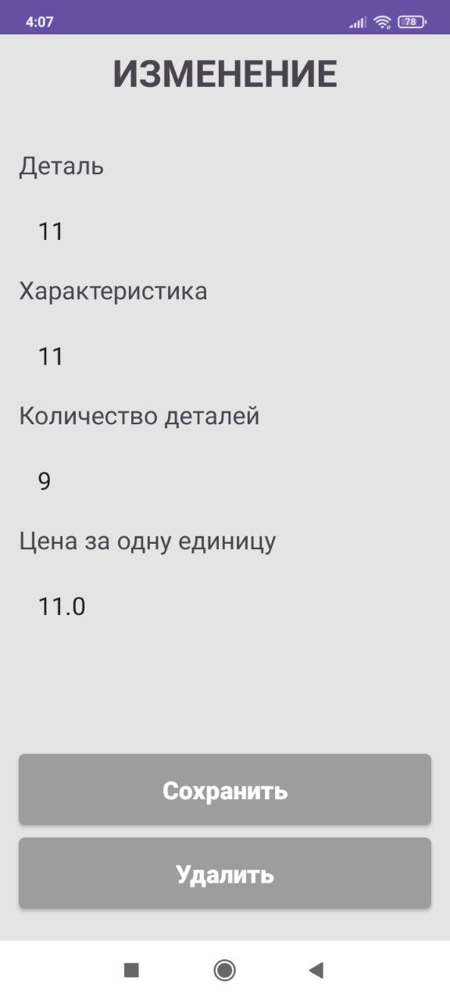 4:07
78
ИЗМЕНЕНИЕ
Деталь
11
Характеристика
11
Количество деталей
9
Цена за одну единицу
11.0
Сохранить
Удалить